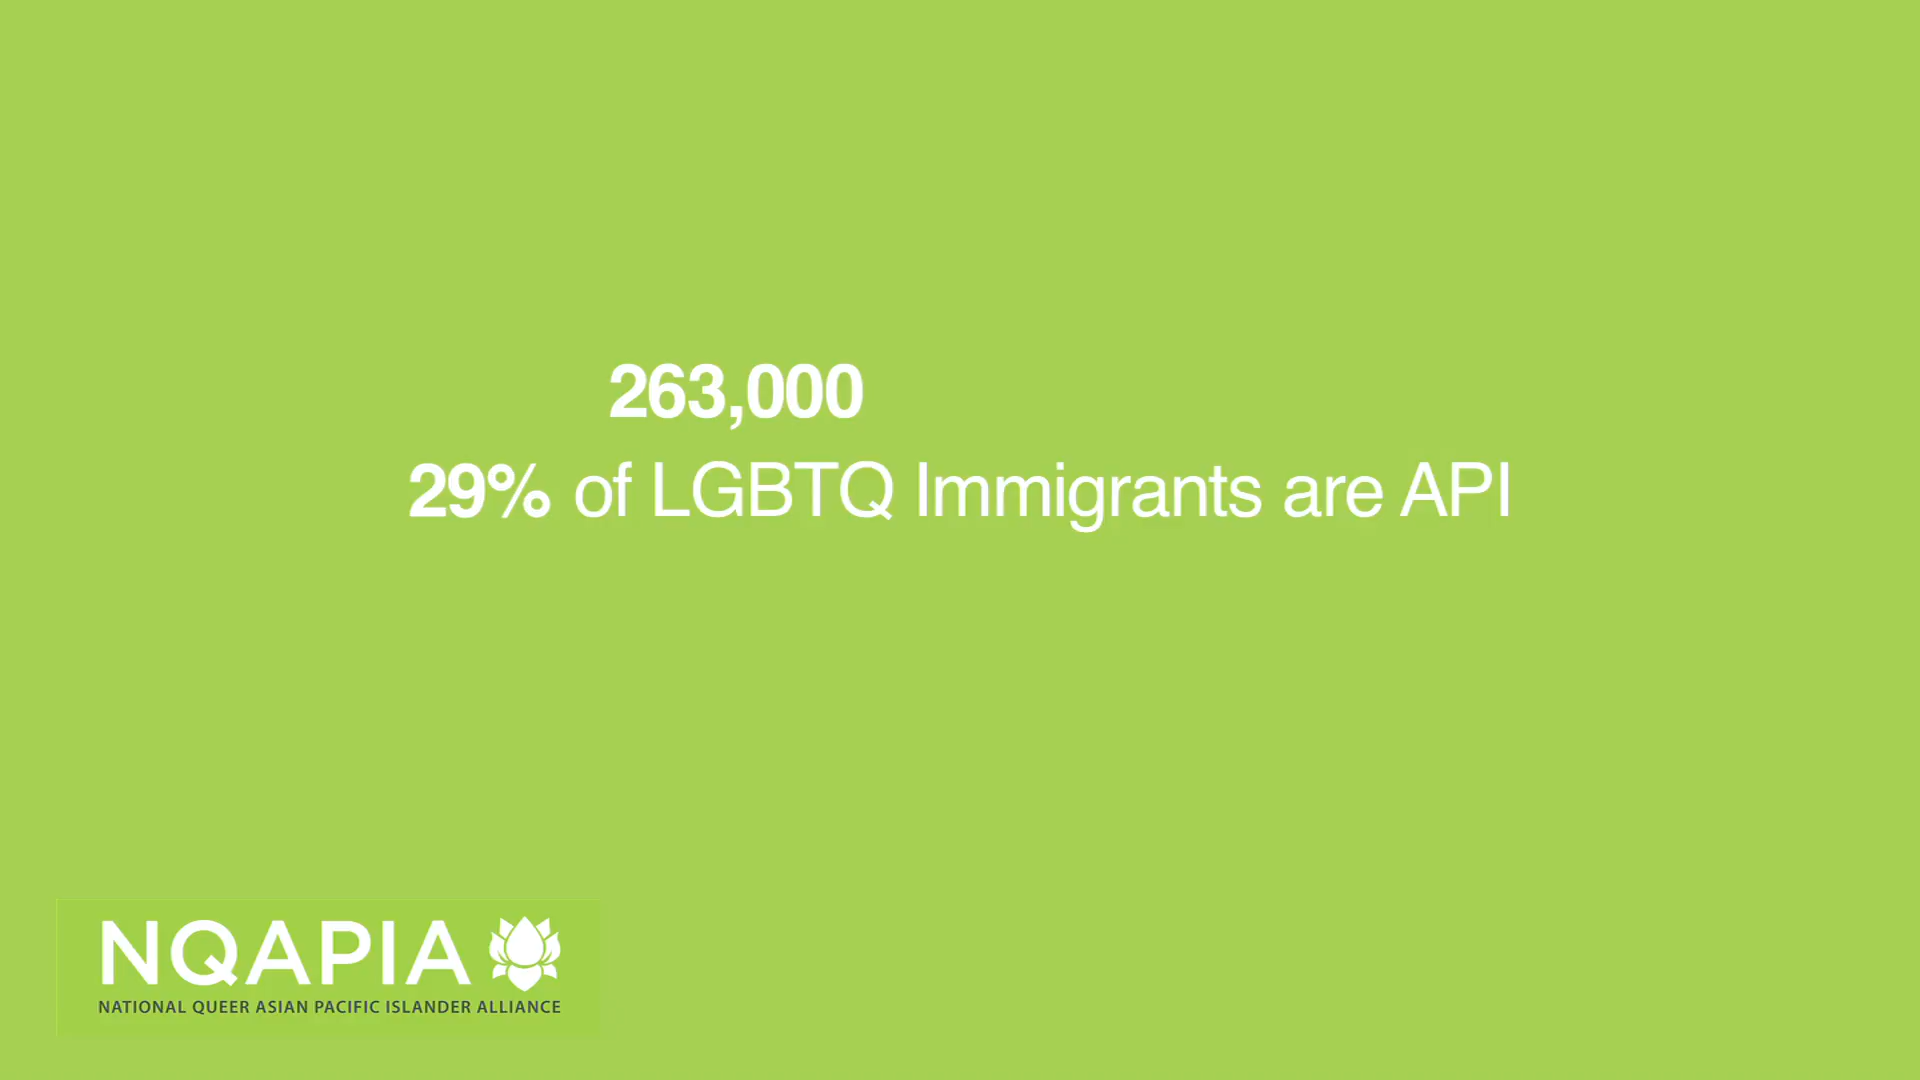 263,000
29% of LGBTQ Immigrants are API
NQAPIA
NATIONAL QUEER ASIAN PACIFIC ISLANDER ALLIANCE